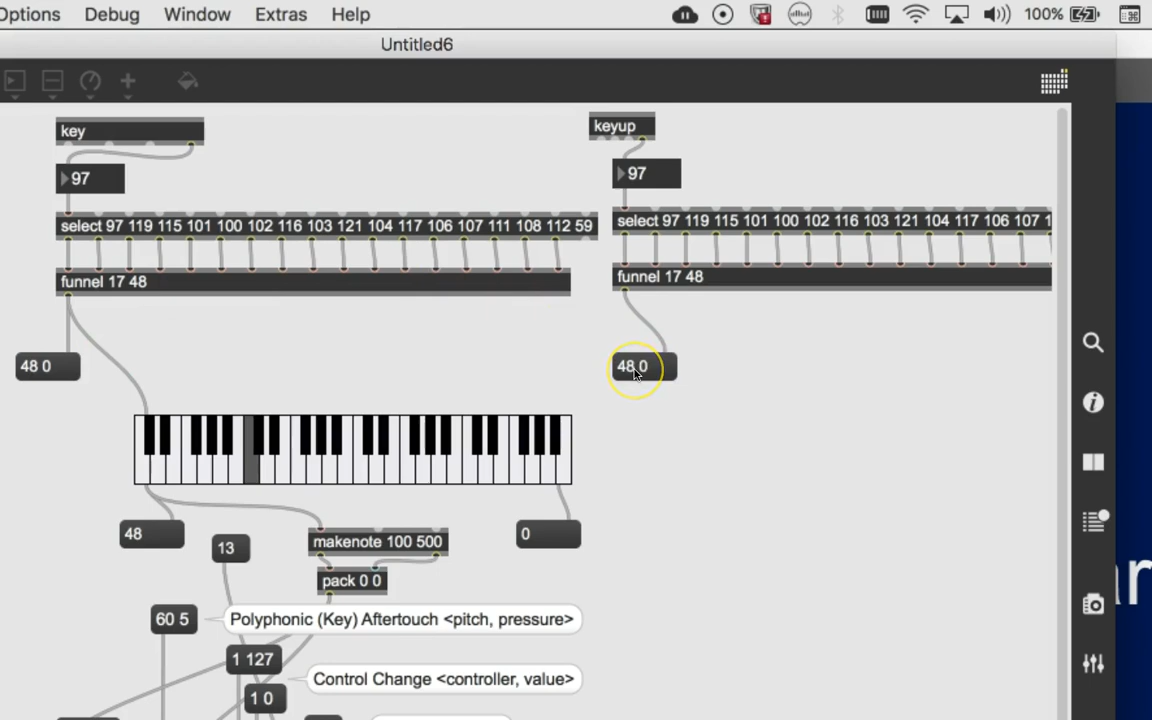 Options Debug Window Extras Help 100%
Untitled6
key
keyup
97
97
select 97 119 115 101 100 102 116 103 121 104 117 106 107 111 108 112 59
select 97 119 115 101 100 102 116 103 121 104 117 106 107 1
funnel 17 48
funnel 17 48
48 0
48 0
48
13
makenote 100 500
0
pack 0 0
60 5
Polyphonic (Key) Aftertouch <pitch, pressure>
1 127
Control Change <controller, value>
1 0